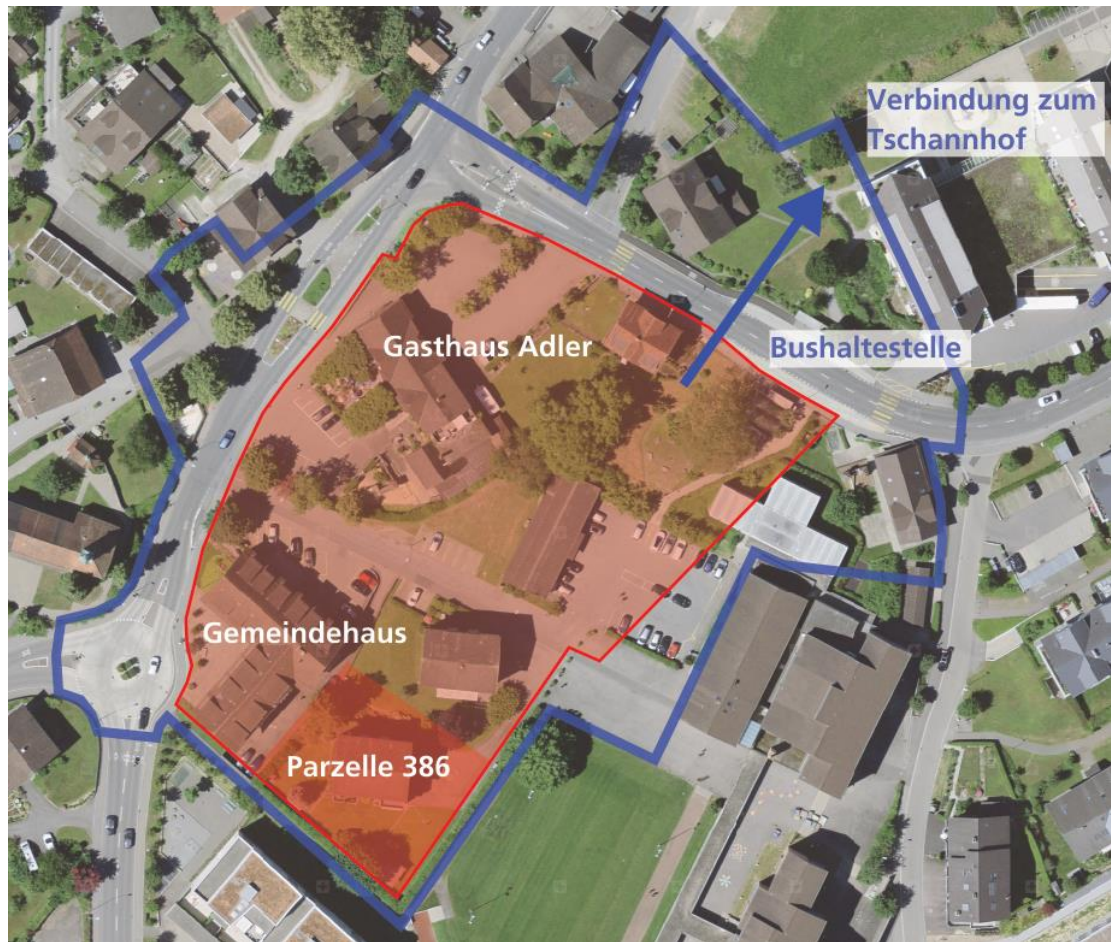 Verbindung zum
Tschannhof
Gasthaus Adler
Bushaltestelle
Gemeindehaus
Parzelle 386